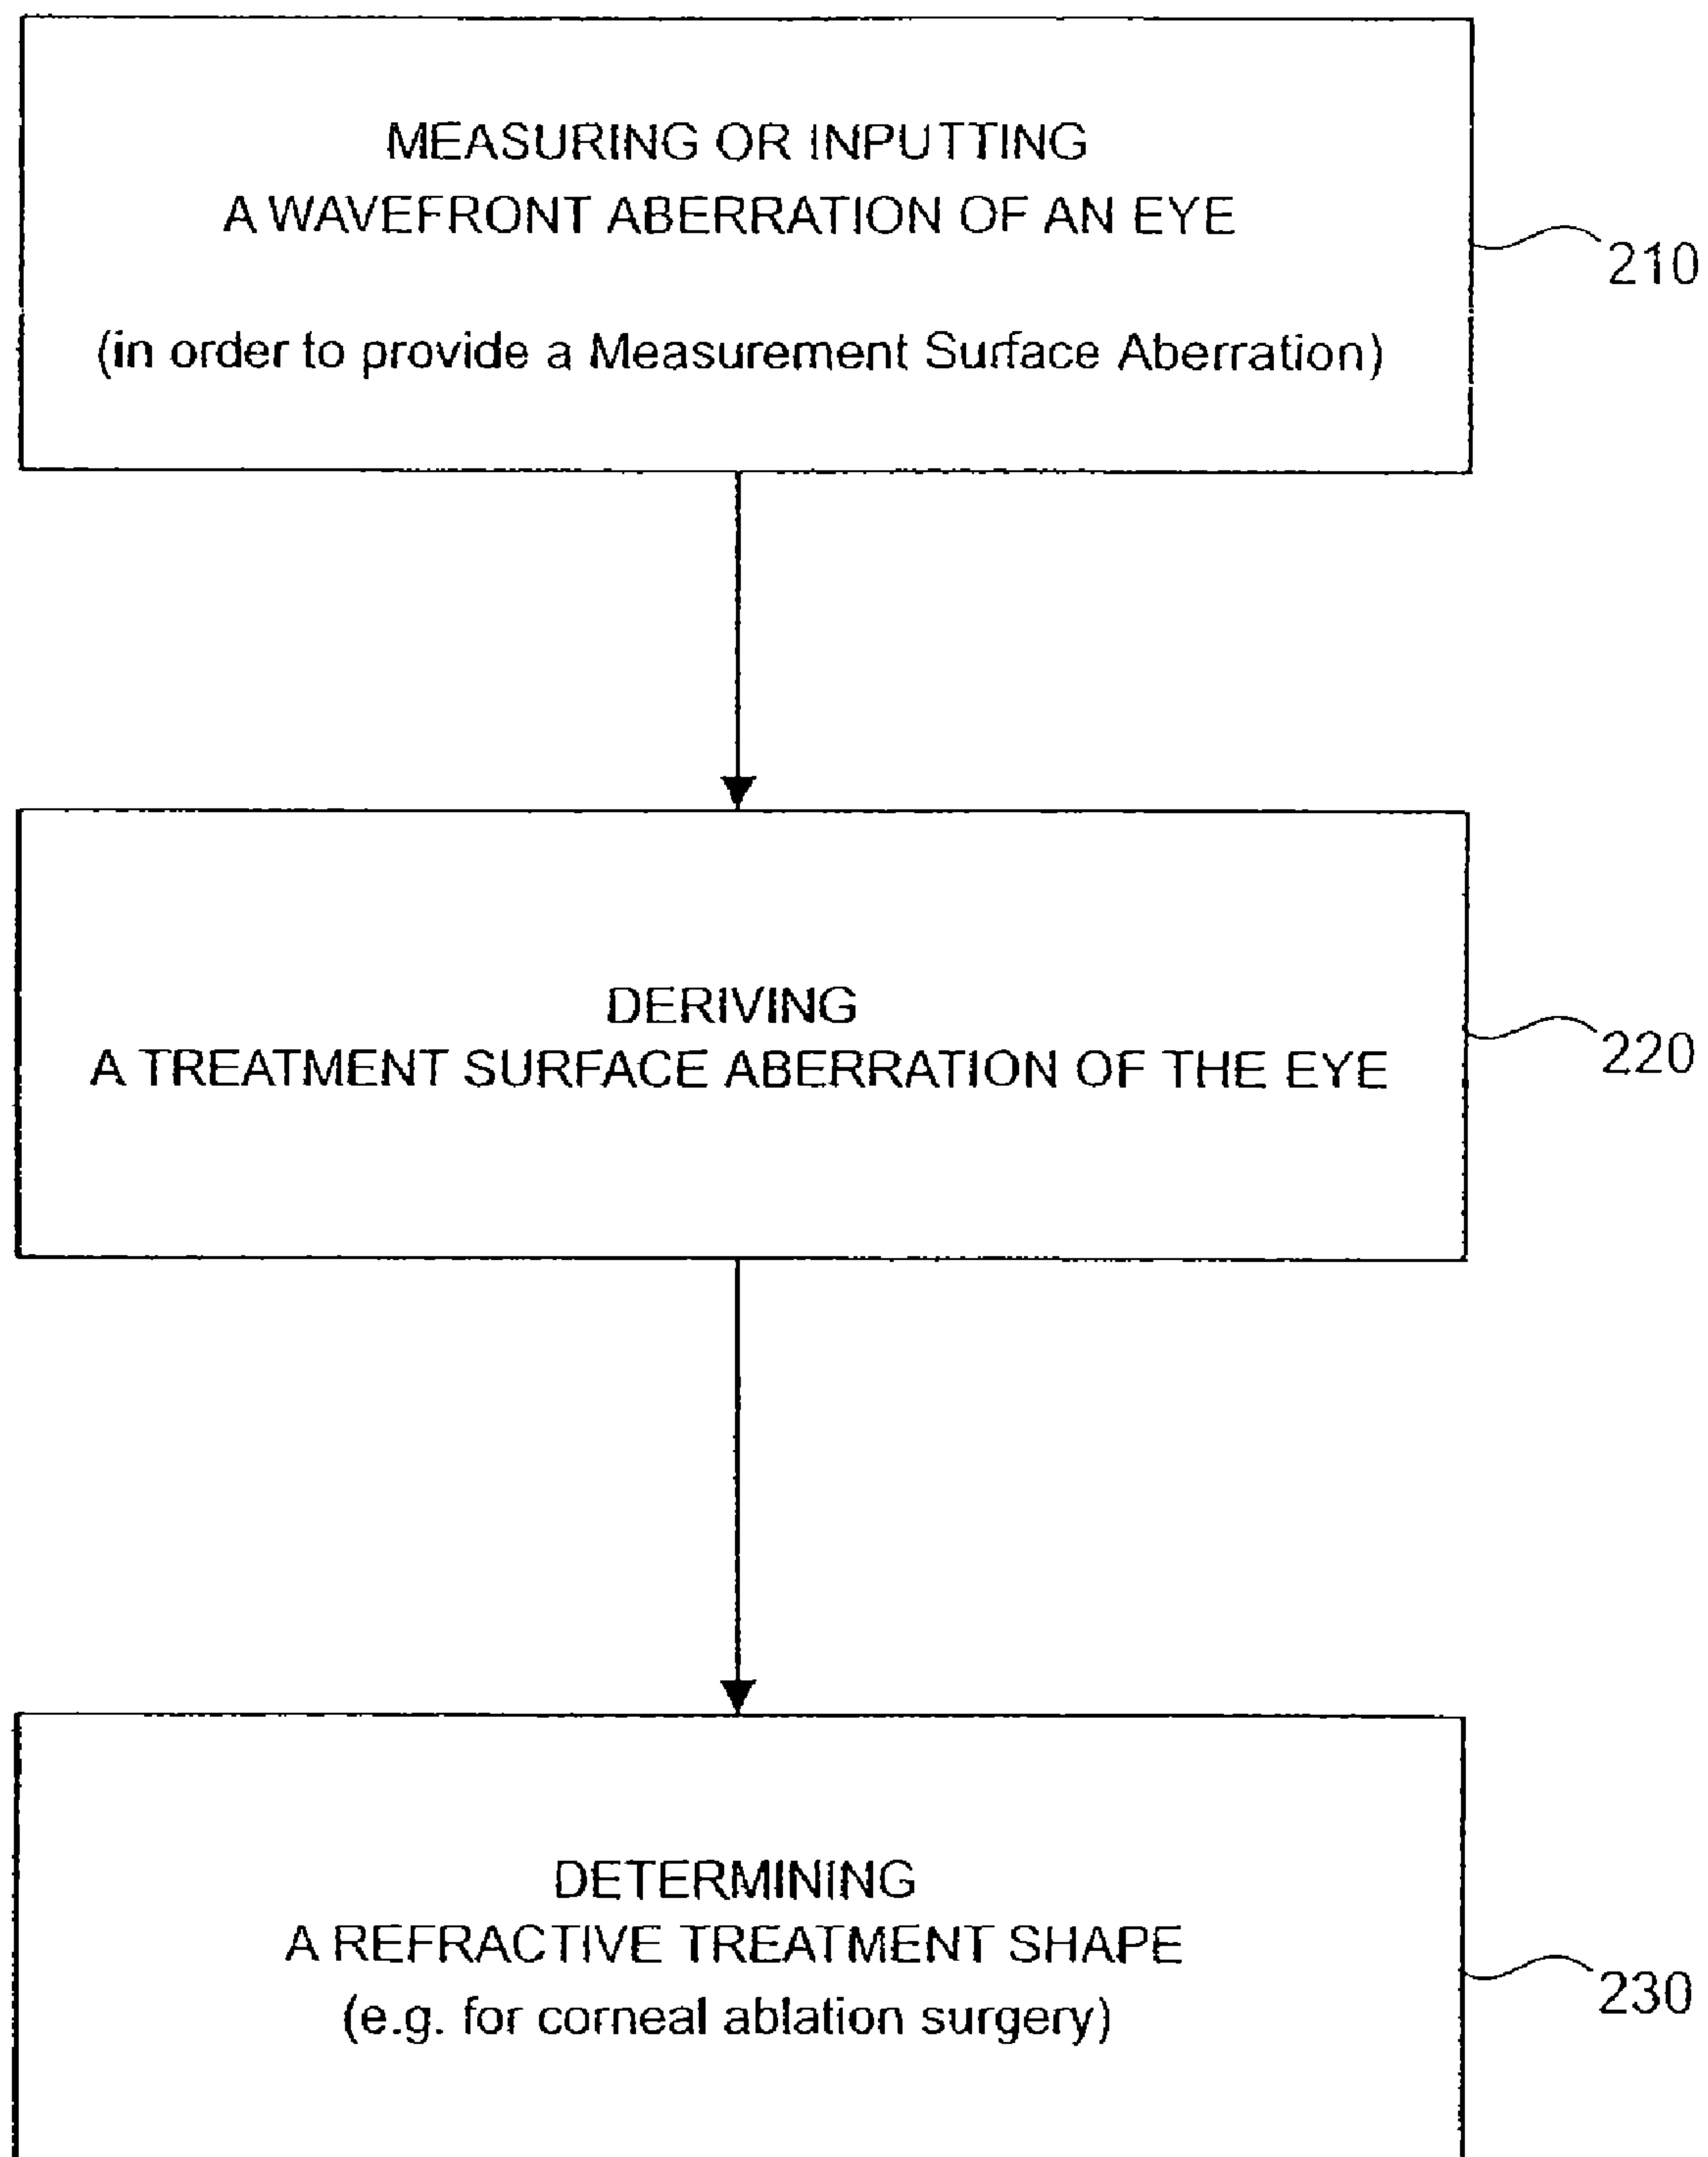 MEASURING OR INPUTTING
A WAVEFRONT ABERRATION OF AN EYE
(in order to provide a Measurement Surface Aberration)
210
DERIVING
A TREATMENT SURFACE ABERRATION OF THE EYE
220
DETERMINING
A REFRACTIVE TREATMENT SHAPE
(e.g. for corneal ablation surgery)
230